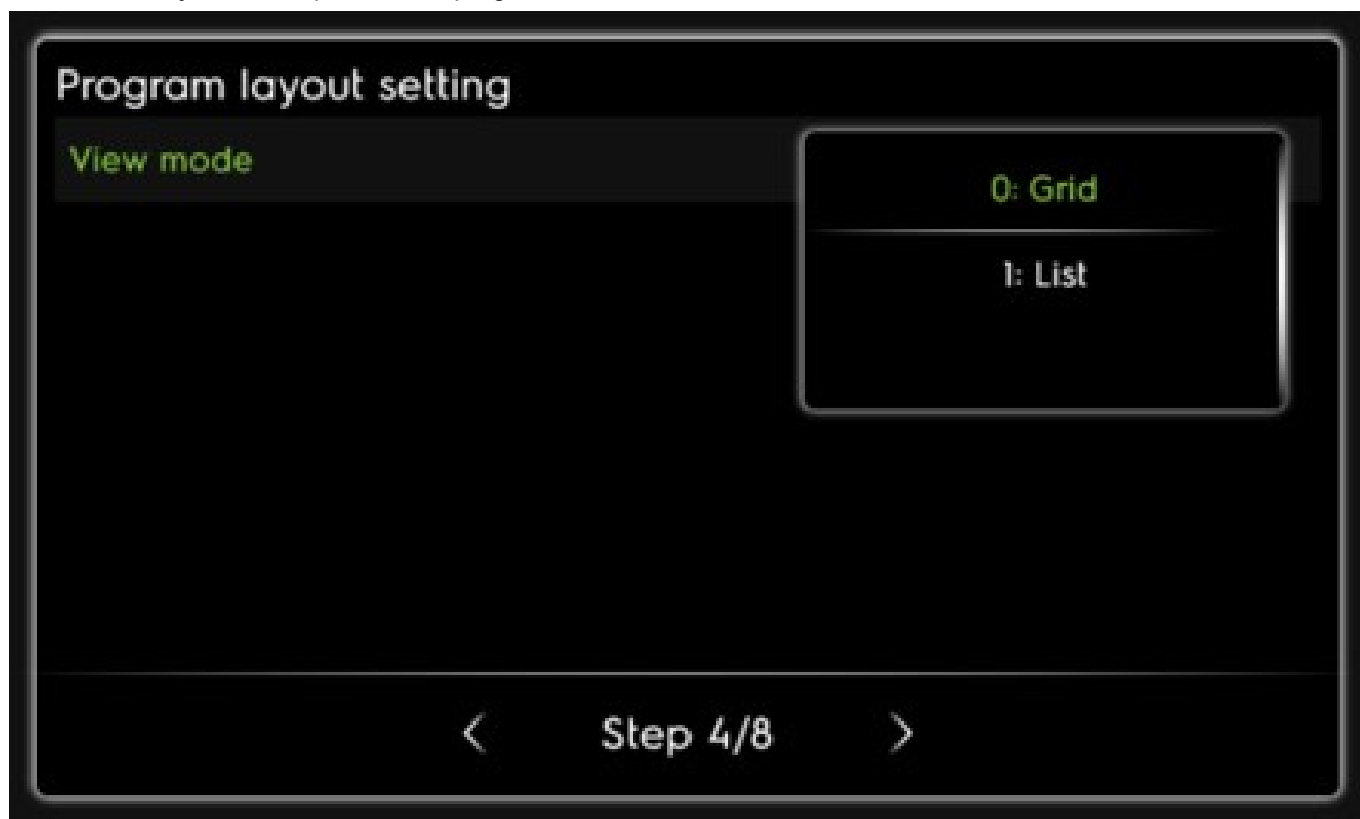 Program layout setting
View mode
0: Grid
1: List
< Step 4/8 >